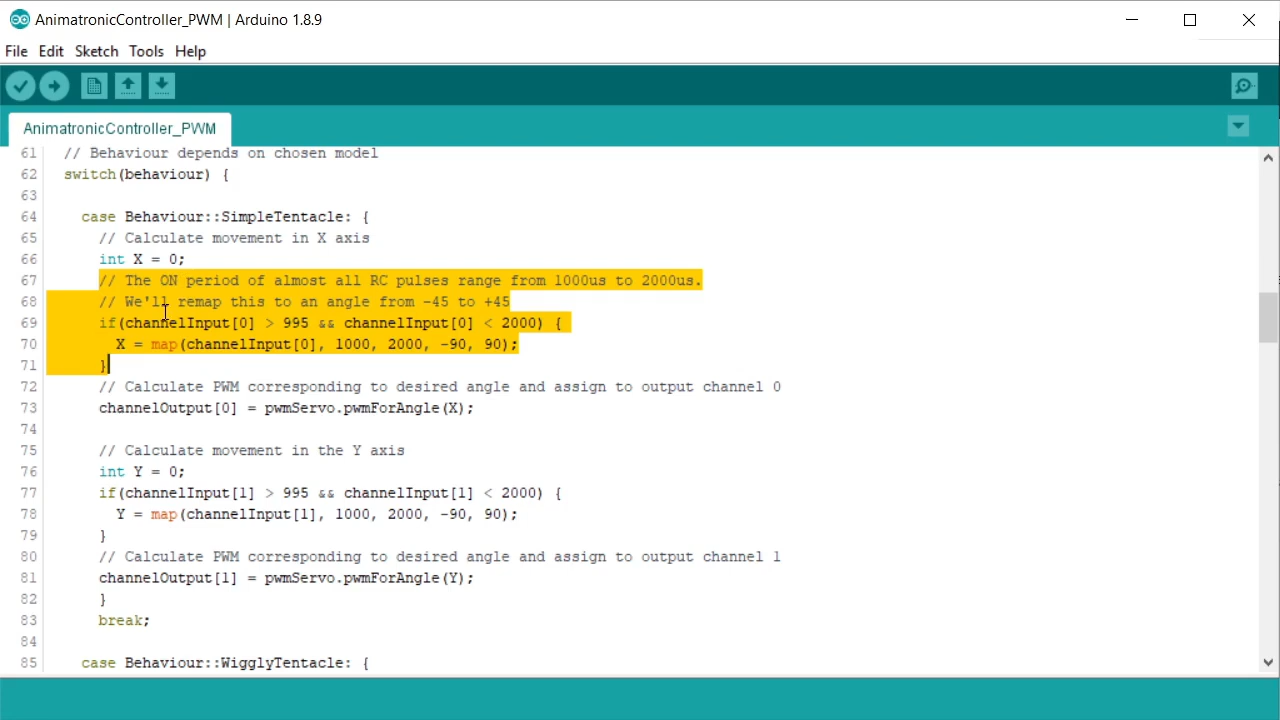 AnimatronicController_PWM | Arduino 1.8.9
File Edit Sketch Tools Help
AnimatronicController_PWM
61 // Behaviour depends on chosen model
62 switch(behaviour) {
63
64 case Behaviour::SimpleTentacle: {
65 // Calculate movement in X axis
66 int X = 0;
67 // The ON period of almost all RC pulses range from 1000us to 2000us.
68 // We'll remap this to an angle from -45 to +45
69 if(channelInput[0] > 995 && channelInput[0] < 2000) {
70 X = map(channelInput[0], 1000, 2000, -90, 90);
71 }
72 // Calculate PWM corresponding to desired angle and assign to output channel 0
73 channelOutput[0] = pwmServo.pwmForAngle(X);
74
75 // Calculate movement in the Y axis
76 int Y = 0;
77 if(channelInput[1] > 995 && channelInput[1] < 2000) {
78 Y = map(channelInput[1], 1000, 2000, -90, 90);
79 }
80 // Calculate PWM corresponding to desired angle and assign to output channel 1
81 channelOutput[1] = pwmServo.pwmForAngle(Y);
82 }
83 break;
84
85 case Behaviour::WigglyTentacle: {